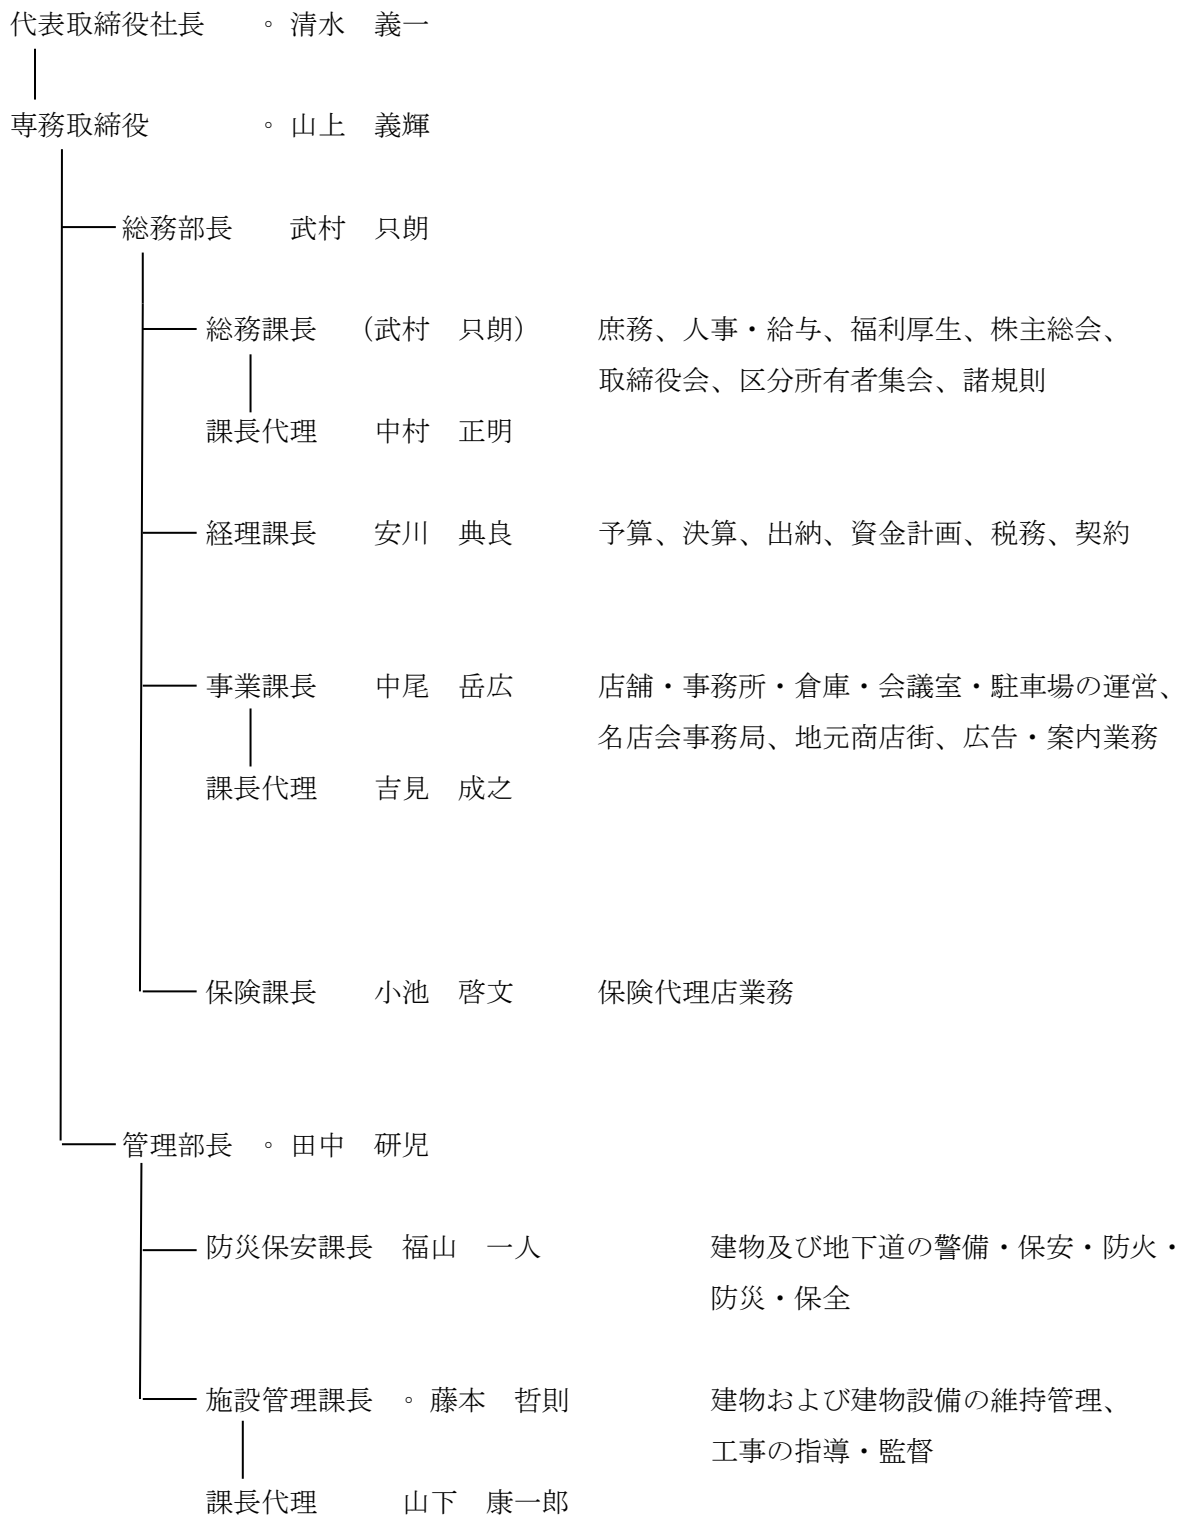 代表取締役社長　。清水　義一
専務取締役　。山上　義輝
総務部長　武村　只朗
総務課長　（武村　只朗）　庶務、人事・給与、福利厚生、株主総会、
取締役会、区分所有者集会、諸規則
課長代理　中村　正明
経理課長　安川　典良　予算、決算、出納、資金計画、税務、契約
事業課長　中尾　岳広　店舗・事務所・倉庫・会議室・駐車場の運営、
名店会事務局、地元商店街、広告・案内業務
課長代理　吉見　成之
保険課長　小池　啓文　保険代理店業務
管理部長　。田中　研児
防災保安課長　福山　一人　建物及び地下道の警備・保安・防火・
防災・保全
施設管理課長　。藤本　哲則　建物および建物設備の維持管理、
工事の指導・監督
課長代理　山下　康一郎